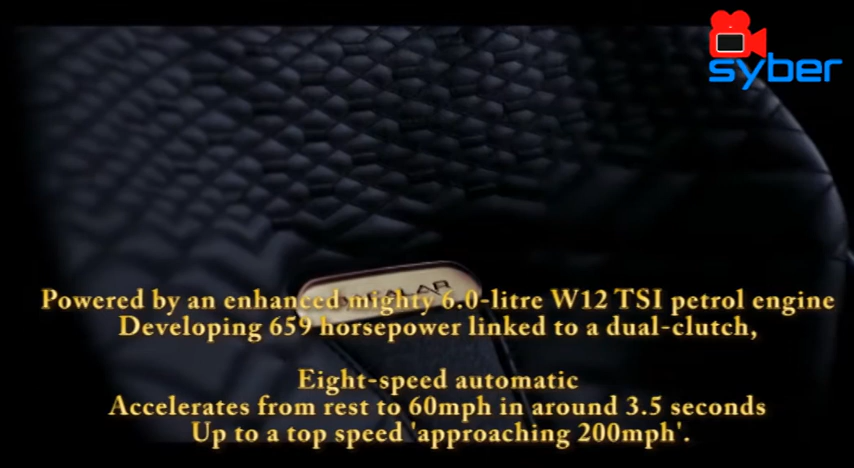 syber
Powered by an enhanced mighty 6.0-litre W12 TSI petrol engine
Developing 659 horsepower linked to a dual-clutch,
Eight-speed automatic
Accelerates from rest to 60mph in around 3.5 seconds
Up to a top speed 'approaching 200mph'.